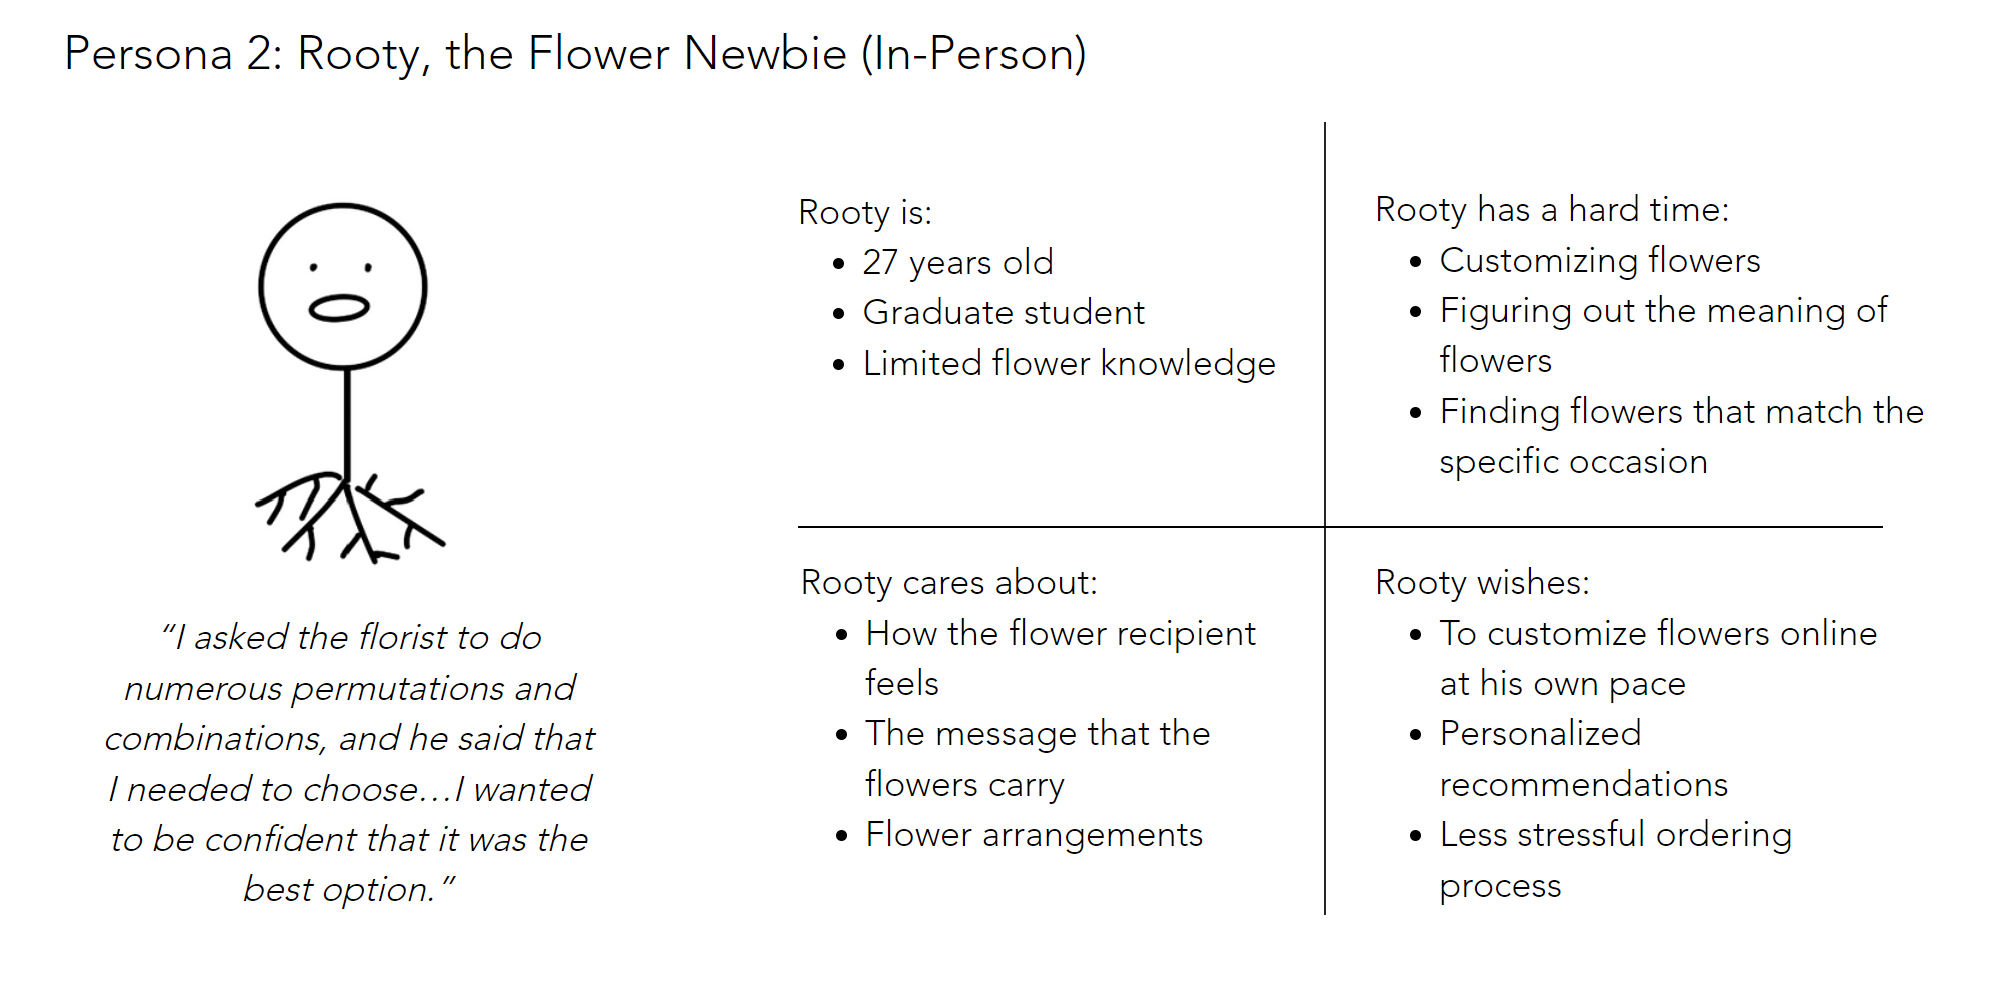 Persona 2: Rooty, the Flower Newbie (In-Person)
“I asked the florist to do
numerous permutations and
combinations, and he said that
I needed to choose…I wanted
to be confident that it was the
best option.”
Rooty is:
• 27 years old
• Graduate student
• Limited flower knowledge
Rooty has a hard time:
• Customizing flowers
• Figuring out the meaning of
flowers
• Finding flowers that match the
specific occasion
Rooty cares about:
• How the flower recipient
feels
• The message that the
flowers carry
• Flower arrangements
Rooty wishes:
• To customize flowers online
at his own pace
• Personalized
recommendations
• Less stressful ordering
process